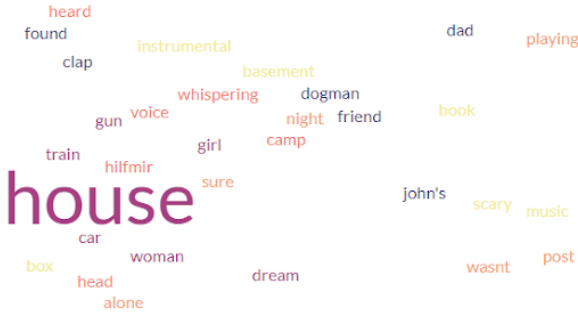 heard
found
dad
playing
instrumental
clap
basement
whispering
dogman
voice
book
gun
night
friend
camp
girl
train
hilfmir
sure
house
john's
scary
music
car
woman
post
box
wasnt
dream
head
alone